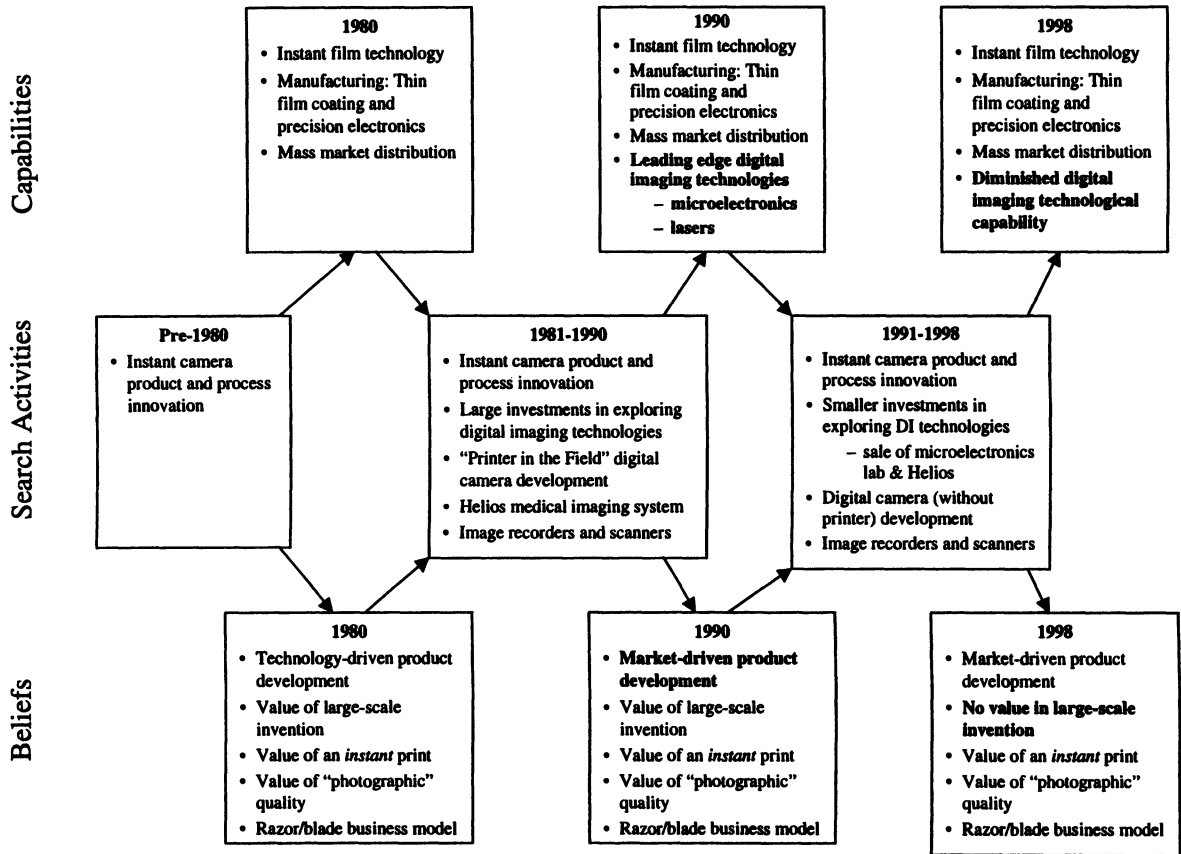 Capabilities
1980
• Instant film technology
• Manufacturing: Thin
film coating and
precision electronics
• Mass market distribution
1990
• Instant film technology
• Manufacturing: Thin
film coating and
precision electronics
• Mass market distribution
• Leading edge digital
imaging technologies
– microelectronics
– lasers
1998
• Instant film technology
• Manufacturing: Thin
film coating and
precision electronics
• Mass market distribution
• Diminished digital
imaging technological
capability
Search Activities
Pre-1980
• Instant camera
product and process
innovation
1981-1990
• Instant camera product and
process innovation
• Large investments in exploring
digital imaging technologies
• “Printer in the Field” digital
camera development
• Helios medical imaging system
• Image recorders and scanners
1991-1998
• Instant camera product and
process innovation
• Smaller investments in
exploring DI technologies
– sale of microelectronics
lab & Helios
• Digital camera (without
printer) development
• Image recorders and scanners
Beliefs
1980
• Technology-driven product
development
• Value of large-scale
invention
• Value of an instant print
• Value of “photographic”
quality
• Razor/blade business model
1990
• Market-driven product
development
• Value of large-scale
invention
• Value of an instant print
• Value of “photographic”
quality
• Razor/blade business model
1998
• Market-driven product
development
• No value in large-scale
invention
• Value of an instant print
• Value of “photographic”
quality
• Razor/blade business model